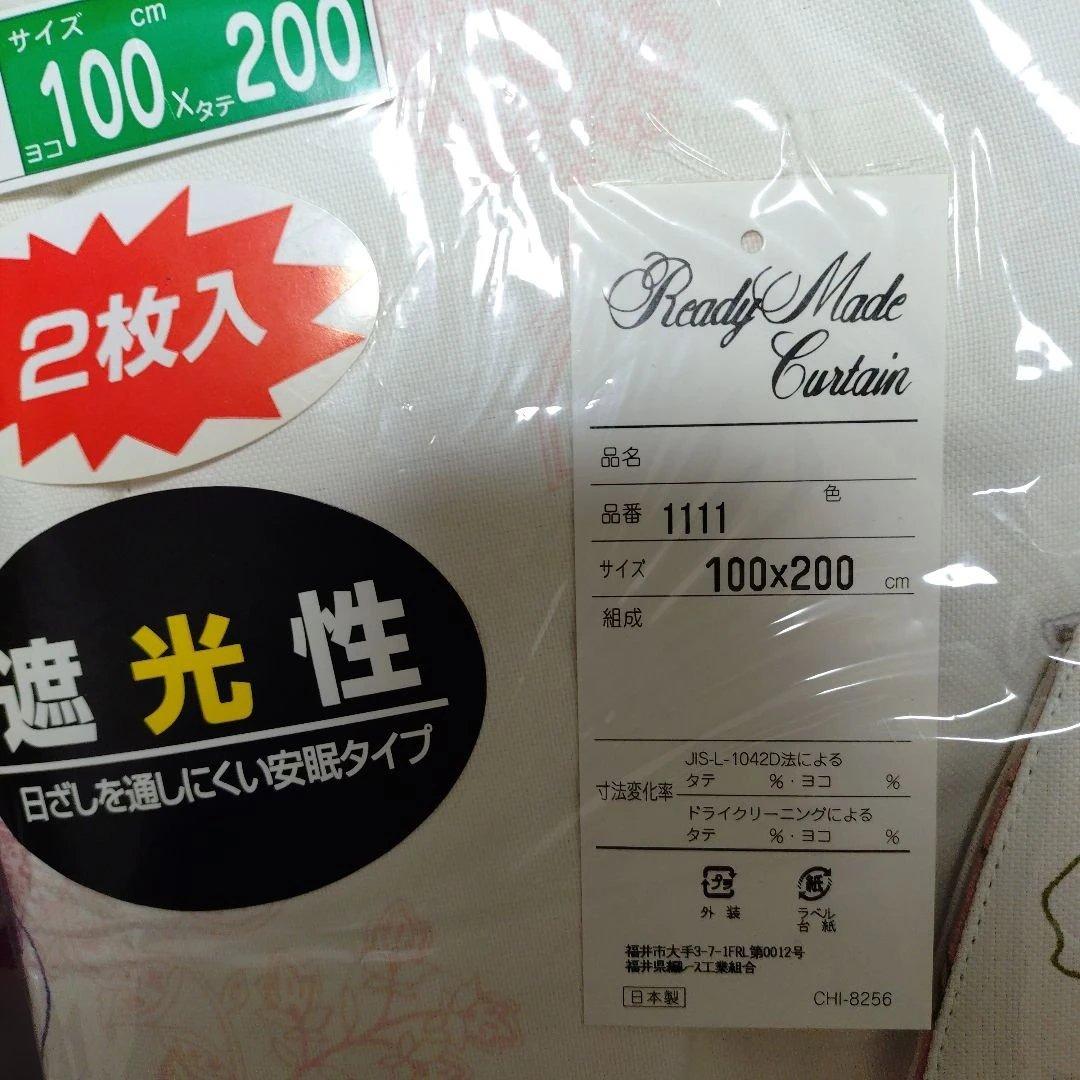 サイズ cm
ヨコ100×タテ200
2枚入
遮光性
日ざしを通しにくい安眠タイプ
Ready Made
Curtain
品名
品番 1111 色
サイズ 100x200 cm
組成
寸法変化率
JIS-L-1042D法による
タテ %・ヨコ %
ドライクリーニングによる
タテ %・ヨコ %
プラ 紙
外装 ラベル
台紙
福井市大手3-7-1FRL第0012号
福井県編レース工業組合
日本製 CHI-8256